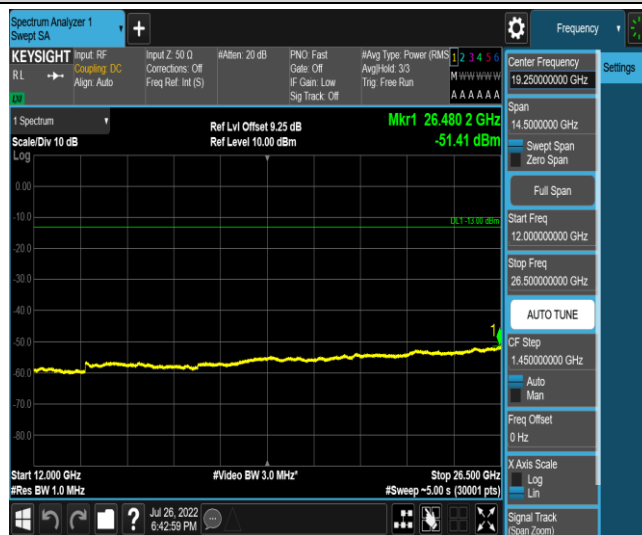 Spectrum Analyzer 1
Swept SA
+
Frequency
KEYSIGHT
RL
Input: RF
Coupling: DC
Align: Auto
Input Z: 50 Ω
Corrections: Off
Freq Ref: Int (S)
#Atten: 20 dB
PNO: Fast
Gate: Off
IF Gain: Low
Sig Track: Off
#Avg Type: Power (RMS
Avg|Hold: 3/3
Trig: Free Run
1 2 3 4 5 6
M W W W W W
A A A A A A
LXI
1 Spectrum
Scale/Div 10 dB
Log
Ref Lvl Offset 9.25 dB
Ref Level 10.00 dBm
Mkr1 26.480 2 GHz
-51.41 dBm
0.00
-10.0
DL1 -13.00 dBm
-20.0
-30.0
-40.0
1
-50.0
-60.0
-70.0
-80.0
Start 12.000 GHz
#Res BW 1.0 MHz
#Video BW 3.0 MHz*
Stop 26.500 GHz
#Sweep ~5.00 s (30001 pts)
?
Jul 26, 2022
6:42:59 PM
Center Frequency
19.250000000 GHz
Settings
Span
14.5000000 GHz
Swept Span
Zero Span
Full Span
Start Freq
12.000000000 GHz
Stop Freq
26.500000000 GHz
AUTO TUNE
CF Step
1.450000000 GHz
Auto
Man
Freq Offset
0 Hz
X Axis Scale
Log
Lin
Signal Track
(Span Zoom)